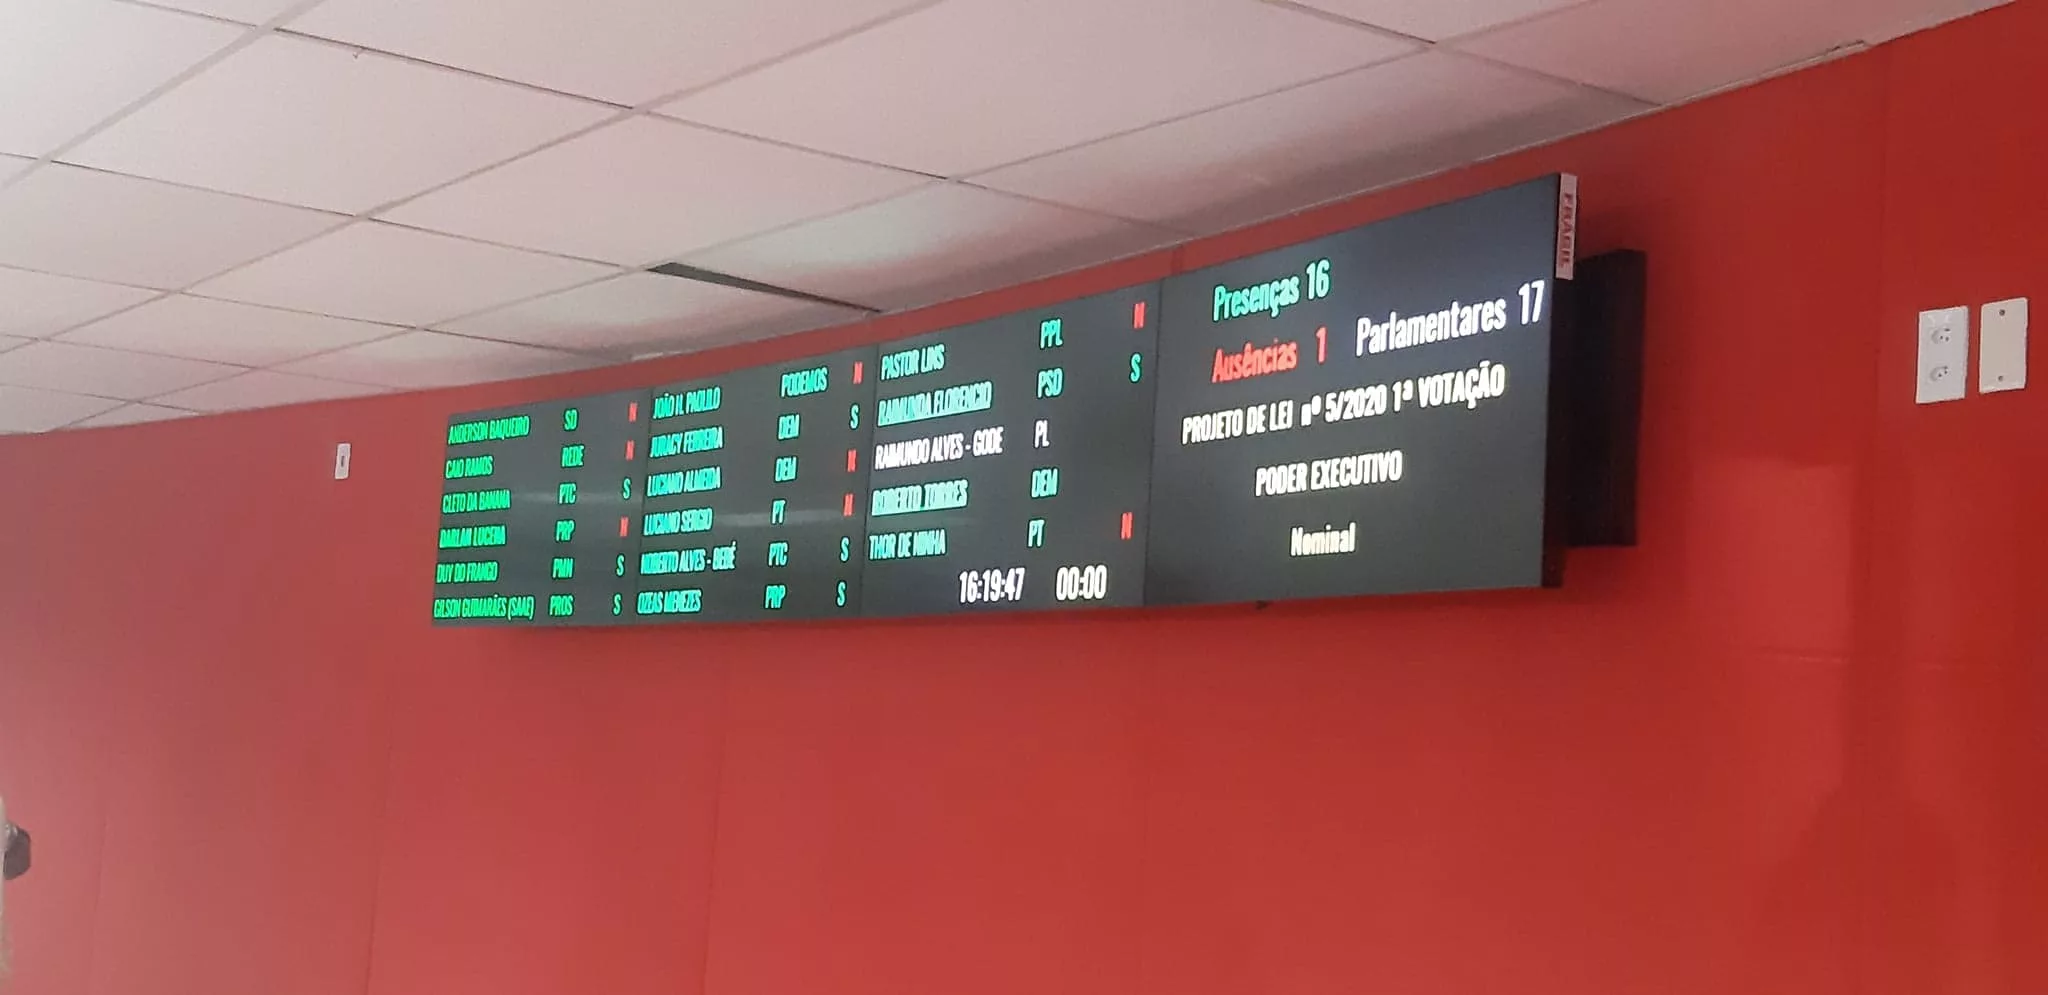 ANDERSON BAQUEIRO SD N
CAIO RAMOS REDE N
CLETO DA BANANA PTC S
DARLAN LUCENA PRP N
DUY DO FRANGO PMN S
GILSON GUIMARÃES (SAAE) PROS S
JOÃO H. PAULILO PODEMOS N
JURACY FERREIRA DEM S
LUCIANO ALMEIDA DEM N
LUCIANO SERGIO PT N
NORBERTO ALVES - BEBÉ PTC S
OZEAS MENEZES PRP S
PASTOR LINS PPL N
RAIMUNDA FLORENCIO PSD S
RAIMUNDO ALVES - GODE PL
ROBERTO TORRES DEM
THOR DE NINHA PT N
16:19:47 00:00
Presenças 16
Ausências 1 Parlamentares 17
PROJETO DE LEI nº 5/2020 1ª VOTAÇÃO
PODER EXECUTIVO
Nominal
FRAGIL